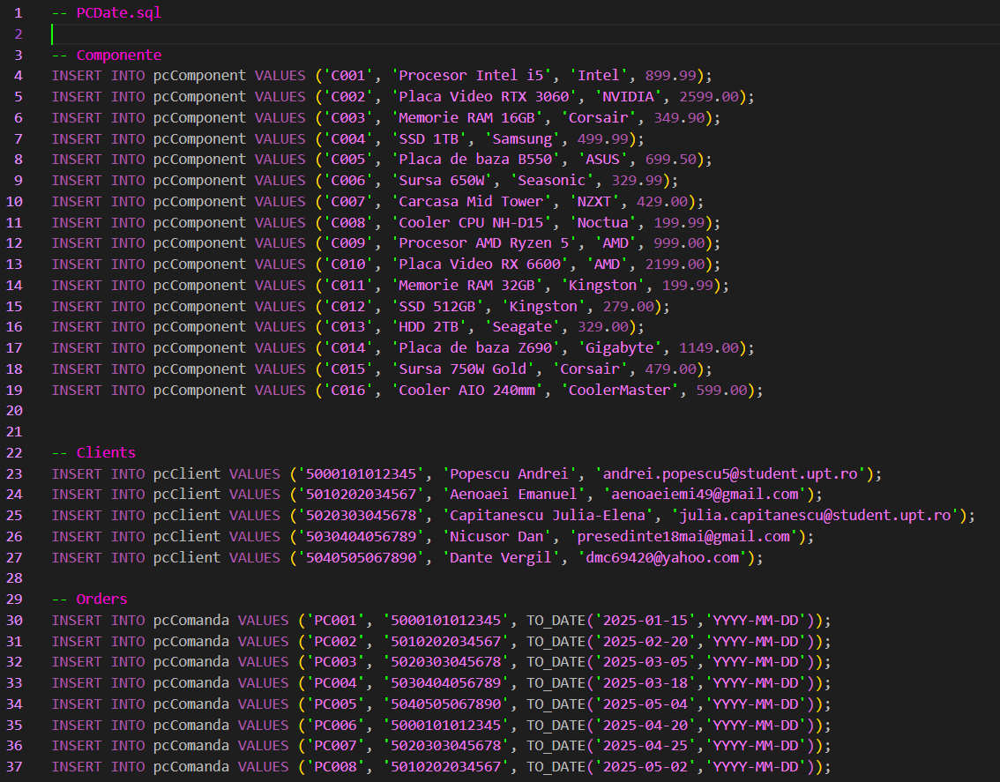 1 -- PCDate.sql
2
3 -- Componente
4 INSERT INTO pcComponent VALUES ('C001', 'Procesor Intel i5', 'Intel', 899.99);
5 INSERT INTO pcComponent VALUES ('C002', 'Placa Video RTX 3060', 'NVIDIA', 2599.00);
6 INSERT INTO pcComponent VALUES ('C003', 'Memorie RAM 16GB', 'Corsair', 349.90);
7 INSERT INTO pcComponent VALUES ('C004', 'SSD 1TB', 'Samsung', 499.99);
8 INSERT INTO pcComponent VALUES ('C005', 'Placa de baza B550', 'ASUS', 699.50);
9 INSERT INTO pcComponent VALUES ('C006', 'Sursa 650W', 'Seasonic', 329.99);
10 INSERT INTO pcComponent VALUES ('C007', 'Carcasa Mid Tower', 'NZXT', 429.00);
11 INSERT INTO pcComponent VALUES ('C008', 'Cooler CPU NH-D15', 'Noctua', 199.99);
12 INSERT INTO pcComponent VALUES ('C009', 'Procesor AMD Ryzen 5', 'AMD', 999.00);
13 INSERT INTO pcComponent VALUES ('C010', 'Placa Video RX 6600', 'AMD', 2199.00);
14 INSERT INTO pcComponent VALUES ('C011', 'Memorie RAM 32GB', 'Kingston', 199.99);
15 INSERT INTO pcComponent VALUES ('C012', 'SSD 512GB', 'Kingston', 279.00);
16 INSERT INTO pcComponent VALUES ('C013', 'HDD 2TB', 'Seagate', 329.00);
17 INSERT INTO pcComponent VALUES ('C014', 'Placa de baza Z690', 'Gigabyte', 1149.00);
18 INSERT INTO pcComponent VALUES ('C015', 'Sursa 750W Gold', 'Corsair', 479.00);
19 INSERT INTO pcComponent VALUES ('C016', 'Cooler AIO 240mm', 'CoolerMaster', 599.00);
20
21
22 -- Clients
23 INSERT INTO pcClient VALUES ('5000101012345', 'Popescu Andrei', 'andrei.popescu5@student.upt.ro');
24 INSERT INTO pcClient VALUES ('5010202034567', 'Aenoaei Emanuel', 'aenoaeiemi49@gmail.com');
25 INSERT INTO pcClient VALUES ('5020303045678', 'Capitanescu Julia-Elena', 'julia.capitanescu@student.upt.ro');
26 INSERT INTO pcClient VALUES ('5030404056789', 'Nicusor Dan', 'presedinte18mai@gmail.com');
27 INSERT INTO pcClient VALUES ('5040505067890', 'Dante Vergil', 'dmc69420@yahoo.com');
28
29 -- Orders
30 INSERT INTO pcComanda VALUES ('PC001', '5000101012345', TO_DATE('2025-01-15','YYYY-MM-DD'));
31 INSERT INTO pcComanda VALUES ('PC002', '5010202034567', TO_DATE('2025-02-20','YYYY-MM-DD'));
32 INSERT INTO pcComanda VALUES ('PC003', '5020303045678', TO_DATE('2025-03-05','YYYY-MM-DD'));
33 INSERT INTO pcComanda VALUES ('PC004', '5030404056789', TO_DATE('2025-03-18','YYYY-MM-DD'));
34 INSERT INTO pcComanda VALUES ('PC005', '5040505067890', TO_DATE('2025-05-04','YYYY-MM-DD'));
35 INSERT INTO pcComanda VALUES ('PC006', '5000101012345', TO_DATE('2025-04-20','YYYY-MM-DD'));
36 INSERT INTO pcComanda VALUES ('PC007', '5020303045678', TO_DATE('2025-04-25','YYYY-MM-DD'));
37 INSERT INTO pcComanda VALUES ('PC008', '5010202034567', TO_DATE('2025-05-02','YYYY-MM-DD'));